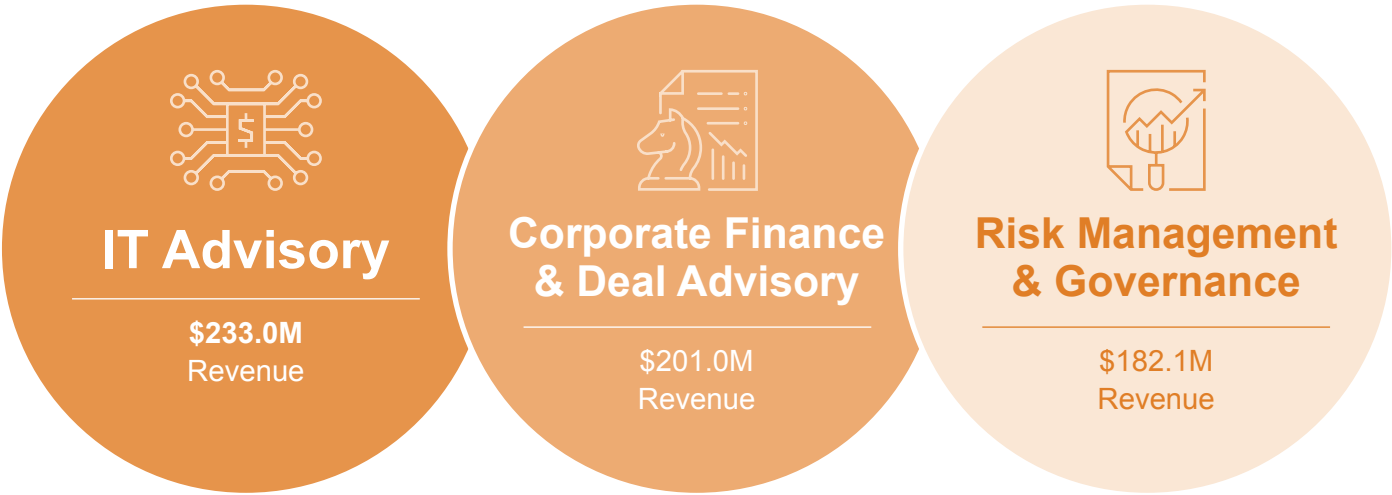 $
IT Advisory
$233.0M
Revenue
Corporate Finance
& Deal Advisory
$201.0M
Revenue
Risk Management
& Governance
$182.1M
Revenue